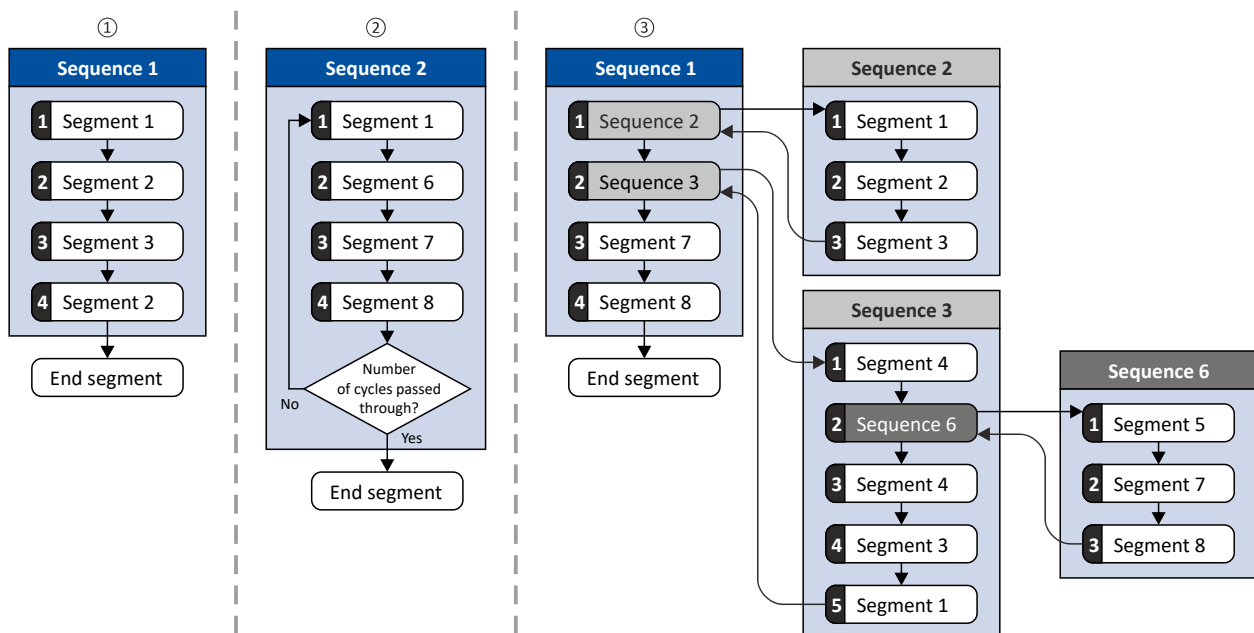 ①
Sequence 1
1 Segment 1
2 Segment 2
3 Segment 3
4 Segment 2
End segment
②
Sequence 2
1 Segment 1
2 Segment 6
3 Segment 7
4 Segment 8
Number
of cycles passed
through?
No
Yes
End segment
③
Sequence 1
1 Sequence 2
2 Sequence 3
3 Segment 7
4 Segment 8
End segment
Sequence 2
1 Segment 1
2 Segment 2
3 Segment 3
Sequence 3
1 Segment 4
2 Sequence 6
3 Segment 4
4 Segment 3
5 Segment 1
Sequence 6
1 Segment 5
2 Segment 7
3 Segment 8